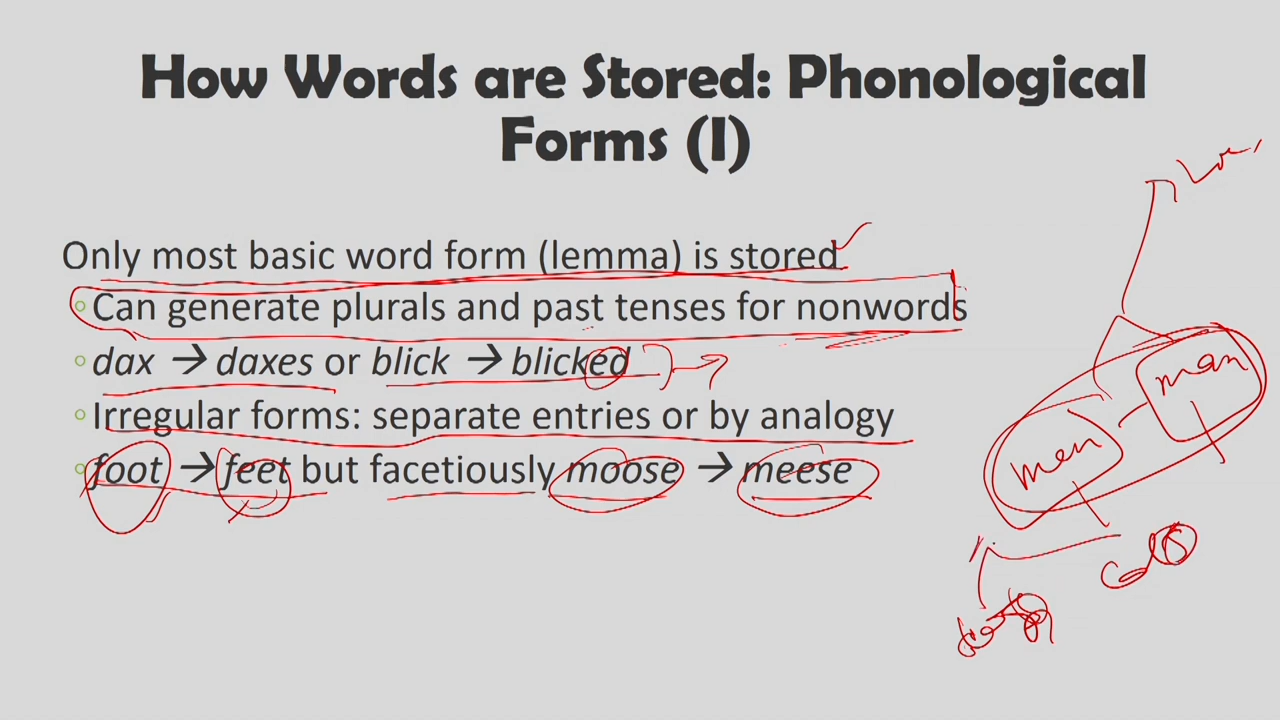 How Words are Stored: Phonological
Forms (I)
Only most basic word form (lemma) is stored
Can generate plurals and past tenses for nonwords
dax → daxes or blick → blicked
Irregular forms: separate entries or by analogy
foot → feet but facetiously moose → meese
man
men